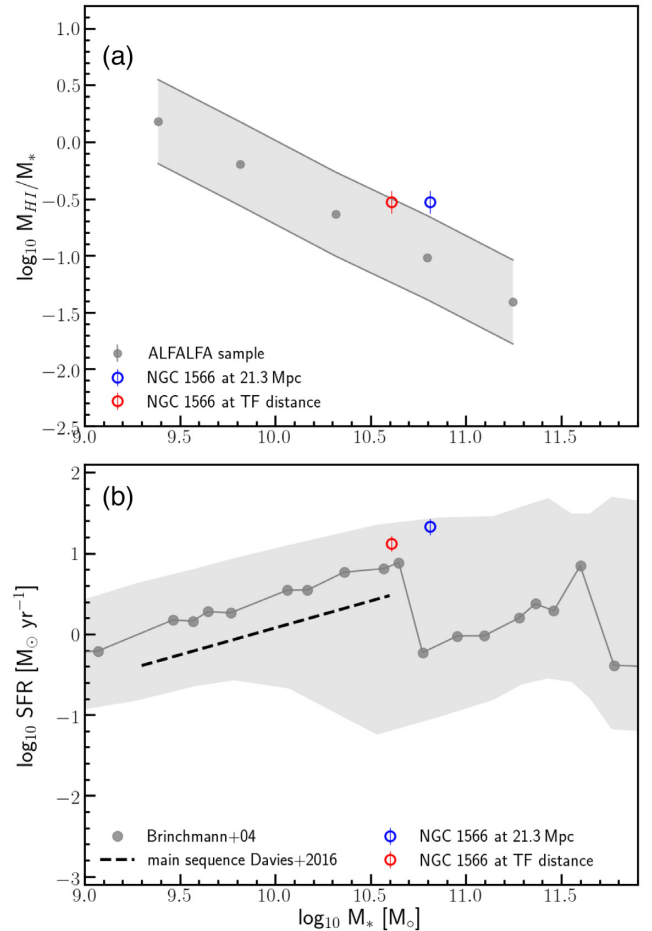 (a)
1.0
0.5
0.0
−0.5
−1.0
−1.5
−2.0
−2.5
log₁₀ M_HI/M_*
ALFALFA sample
NGC 1566 at 21.3 Mpc
NGC 1566 at TF distance
9.0 9.5 10.0 10.5 11.0 11.5
(b)
2
1
0
−1
−2
−3
log₁₀ SFR [M⊙ yr⁻¹]
Brinchmann+04
main sequence Davies+2016
NGC 1566 at 21.3 Mpc
NGC 1566 at TF distance
9.0 9.5 10.0 10.5 11.0 11.5
log₁₀ M_* [M_∘]